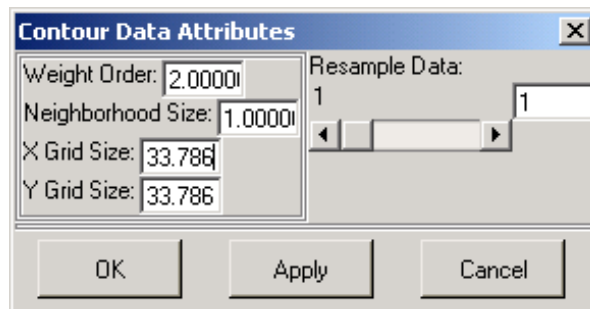 Contour Data Attributes
Weight Order: 2.0000
Neighborhood Size: 1.0000
X Grid Size: 33.786
Y Grid Size: 33.786
Resample Data:
1
1
OK
Apply
Cancel